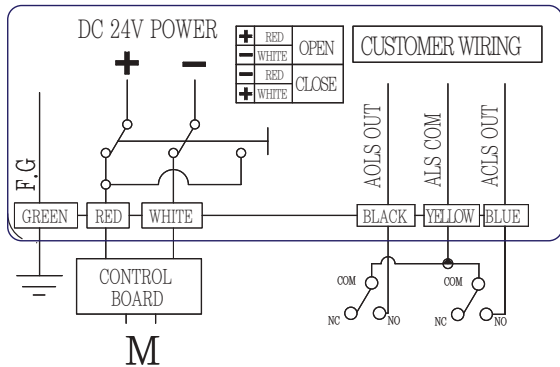 DC 24V POWER
+ −
+ RED OPEN
− WHITE
− RED CLOSE
+ WHITE
CUSTOMER WIRING
F.G
AOLS OUT
ALS COM
ACLS OUT
GREEN RED WHITE BLACK YELLOW BLUE
CONTROL
BOARD
M
COM
NC NO
COM
NC NO